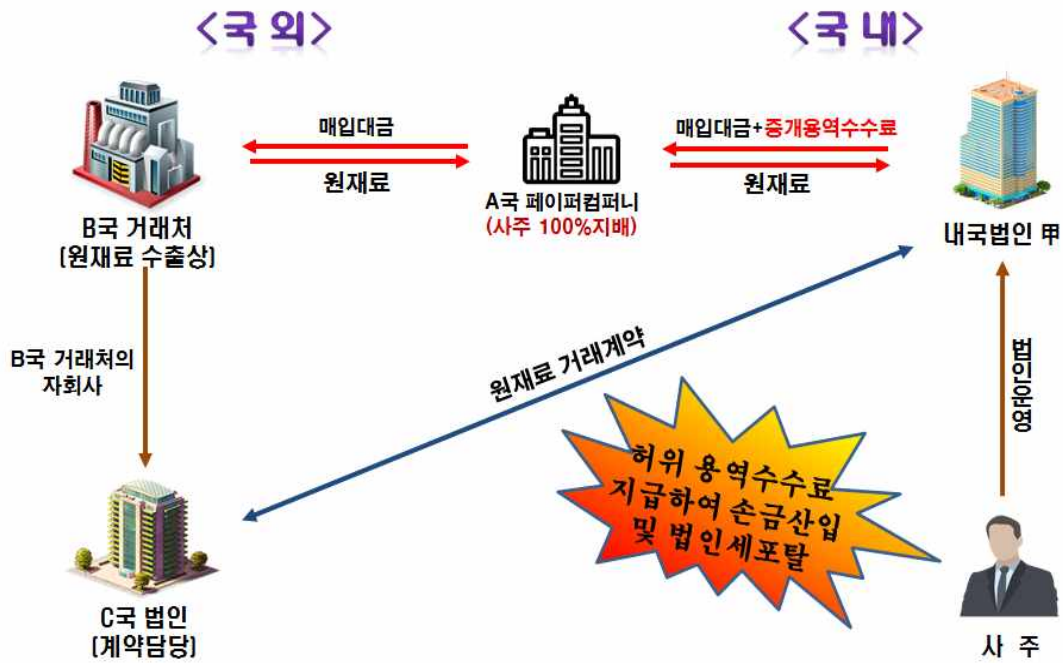 <국 외>
<국 내>
매입대금
원재료
매입대금+중개용역수수료
원재료
B국 거래처
(원재료 수출상)
A국 페이퍼컴퍼니
(사주 100%지배)
내국법인 甲
B국 거래처의
자회사
원재료 거래계약
법인운영
허위 용역수수료
지급하여 손금산입
및 법인세포탈
C국 법인
(계약담당)
사 주